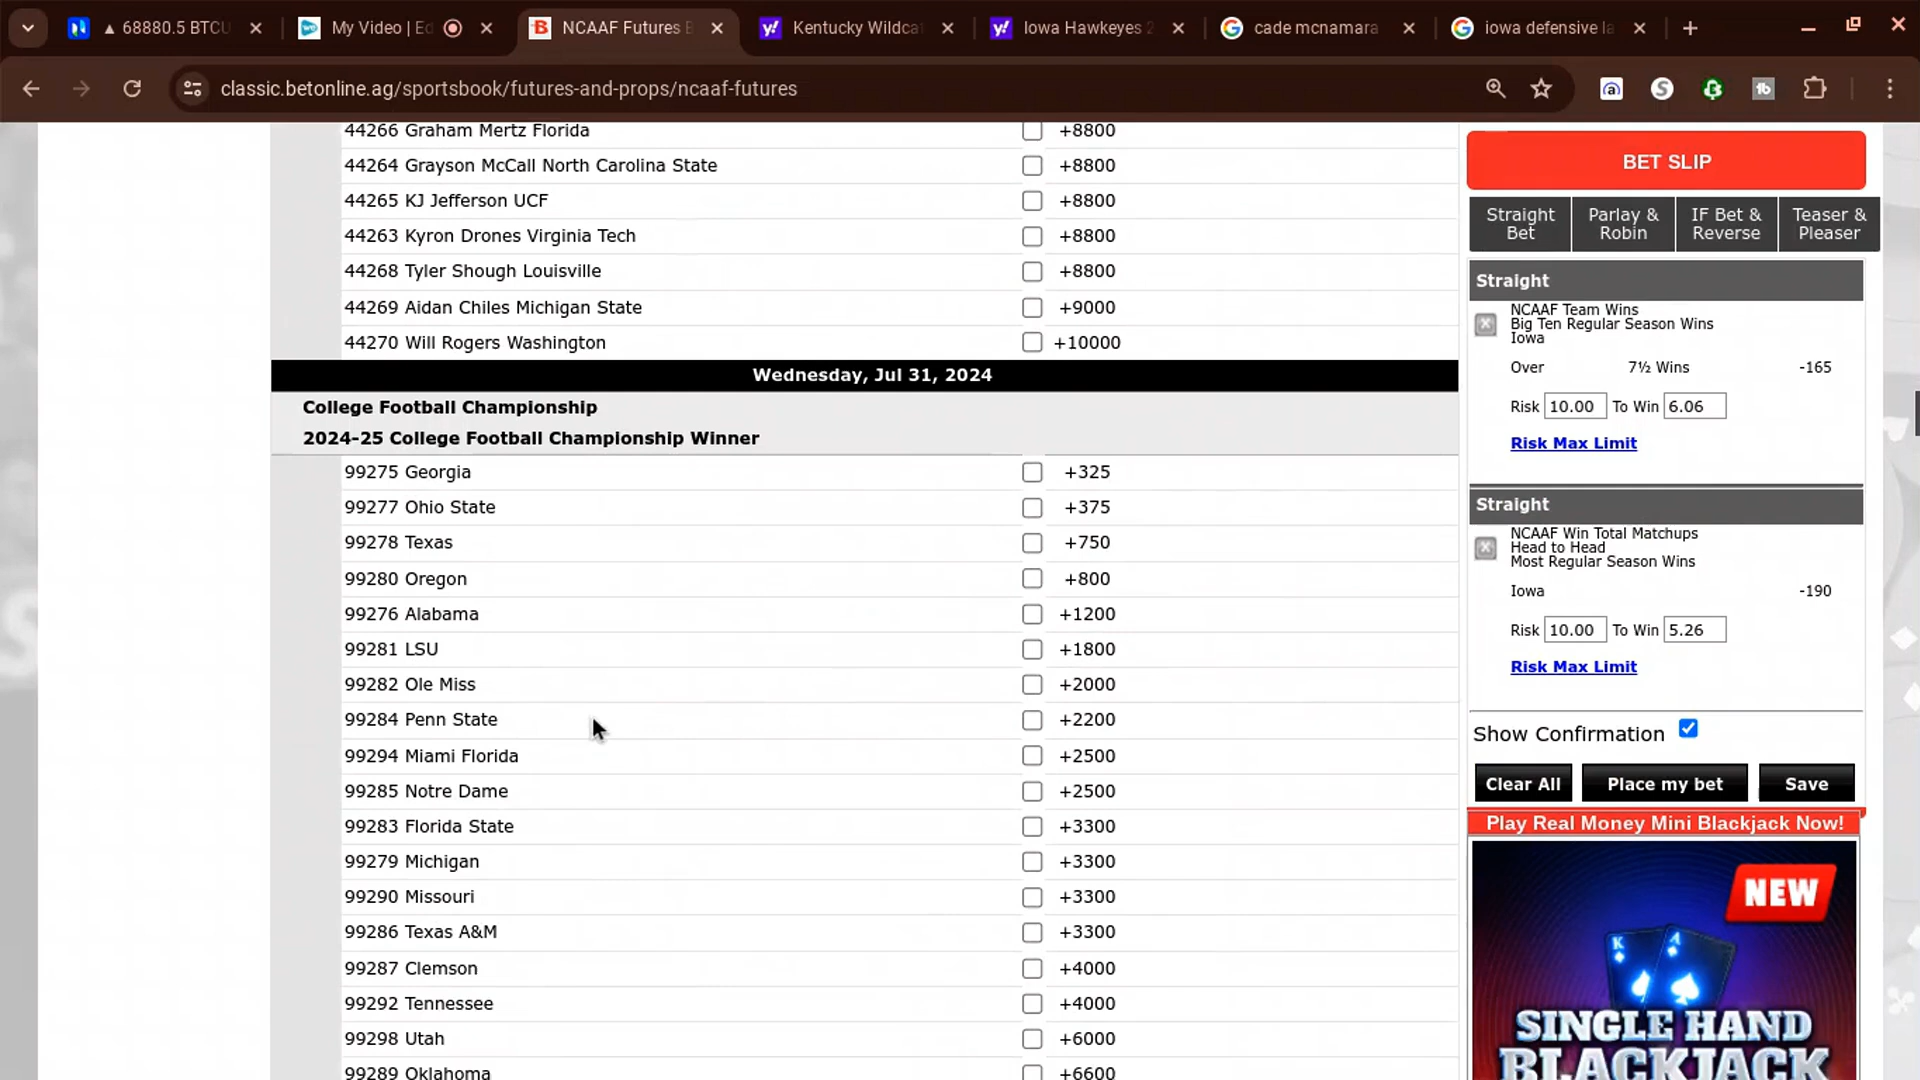 ▲ 68880.5 BTCU
My Video | Ed
NCAAF Futures B
Kentucky Wildcat
Iowa Hawkeyes 2
cade mcnamara
iowa defensive la
classic.betonline.ag/sportsbook/futures-and-props/ncaaf-futures
44266 Graham Mertz Florida +8800
44264 Grayson McCall North Carolina State +8800
44265 KJ Jefferson UCF +8800
44263 Kyron Drones Virginia Tech +8800
44268 Tyler Shough Louisville +8800
44269 Aidan Chiles Michigan State +9000
44270 Will Rogers Washington +10000
Wednesday, Jul 31, 2024
College Football Championship
2024-25 College Football Championship Winner
99275 Georgia +325
99277 Ohio State +375
99278 Texas +750
99280 Oregon +800
99276 Alabama +1200
99281 LSU +1800
99282 Ole Miss +2000
99284 Penn State +2200
99294 Miami Florida +2500
99285 Notre Dame +2500
99283 Florida State +3300
99279 Michigan +3300
99290 Missouri +3300
99286 Texas A&M +3300
99287 Clemson +4000
99292 Tennessee +4000
99298 Utah +6000
99289 Oklahoma +6600
BET SLIP
Straight Bet
Parlay & Robin
IF Bet & Reverse
Teaser & Pleaser
Straight
NCAAF Team Wins
Big Ten Regular Season Wins
Iowa
Over 7½ Wins -165
Risk 10.00 To Win 6.06
Risk Max Limit
Straight
NCAAF Win Total Matchups
Head to Head
Most Regular Season Wins
Iowa -190
Risk 10.00 To Win 5.26
Risk Max Limit
Show Confirmation
Clear All
Place my bet
Save
Play Real Money Mini Blackjack Now!
NEW
K
A
SINGLE HAND
BLACKJACK